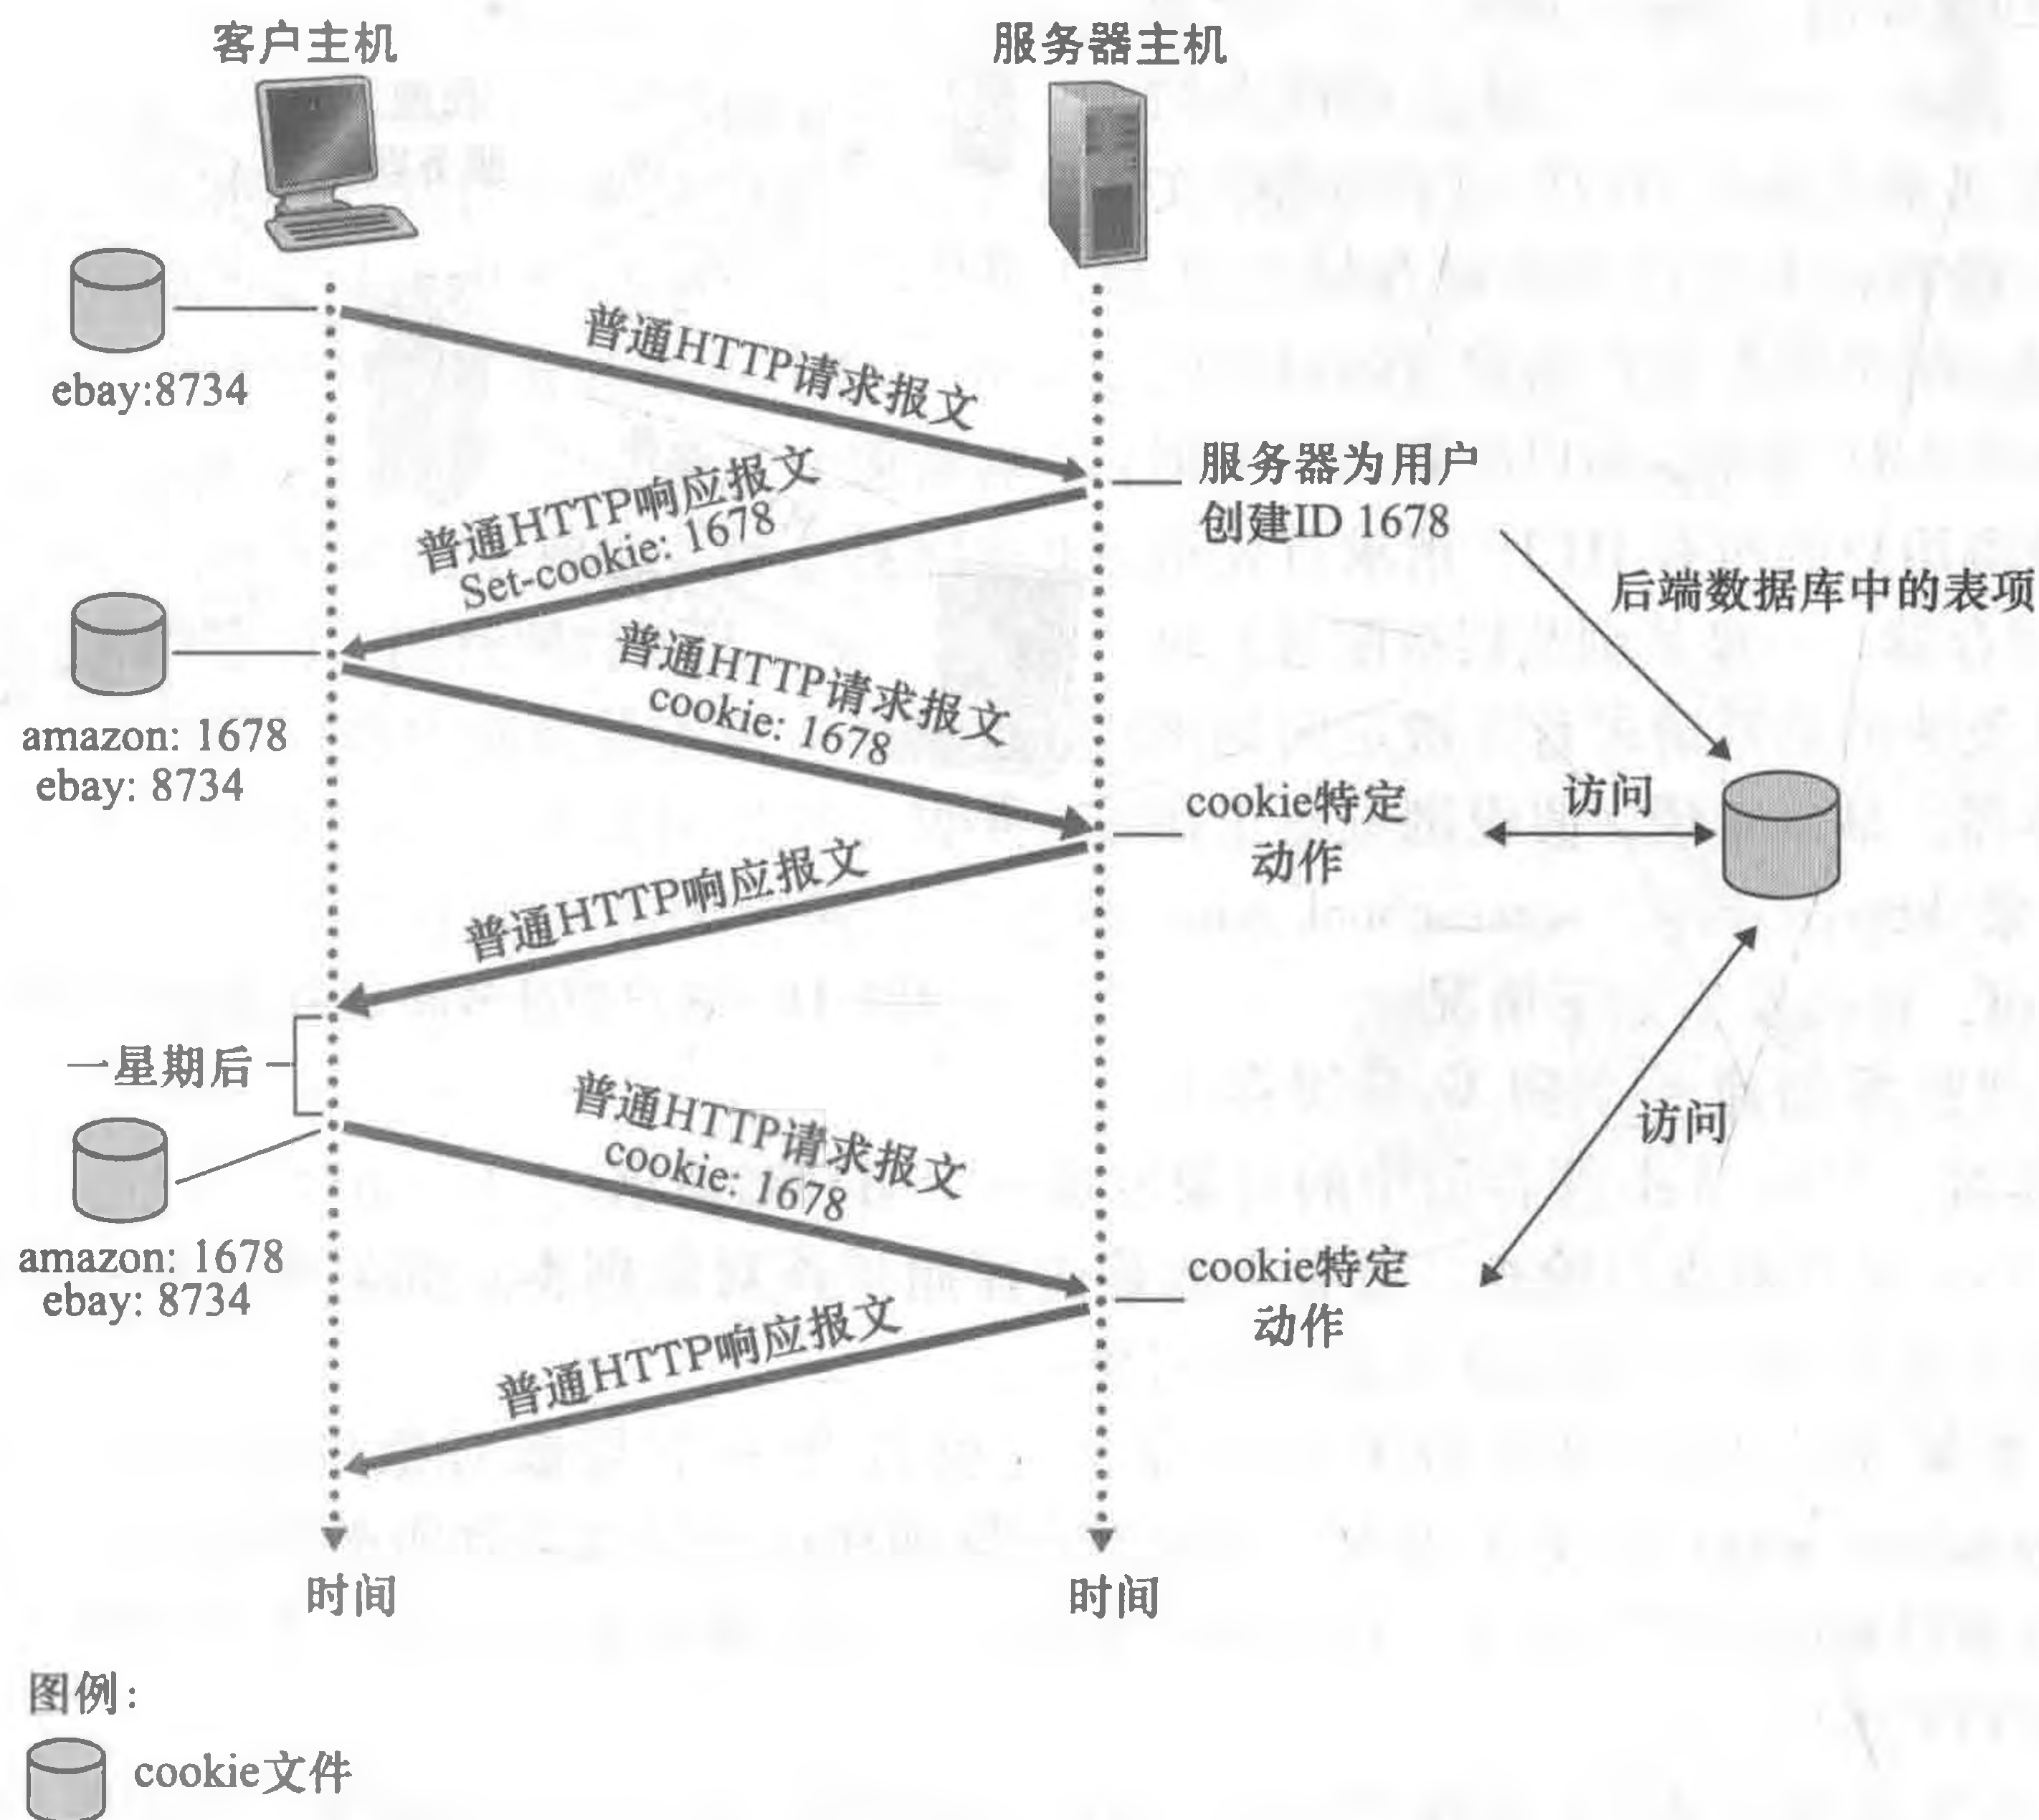 客户主机
服务器主机
ebay:8734
普通HTTP请求报文
服务器为用户
创建ID 1678
普通HTTP响应报文
Set-cookie: 1678
后端数据库中的表项
amazon: 1678
ebay: 8734
普通HTTP请求报文
cookie: 1678
cookie特定
动作
访问
普通HTTP响应报文
一星期后
访问
普通HTTP请求报文
cookie: 1678
amazon: 1678
ebay: 8734
cookie特定
动作
普通HTTP响应报文
时间
时间
图例：
cookie文件